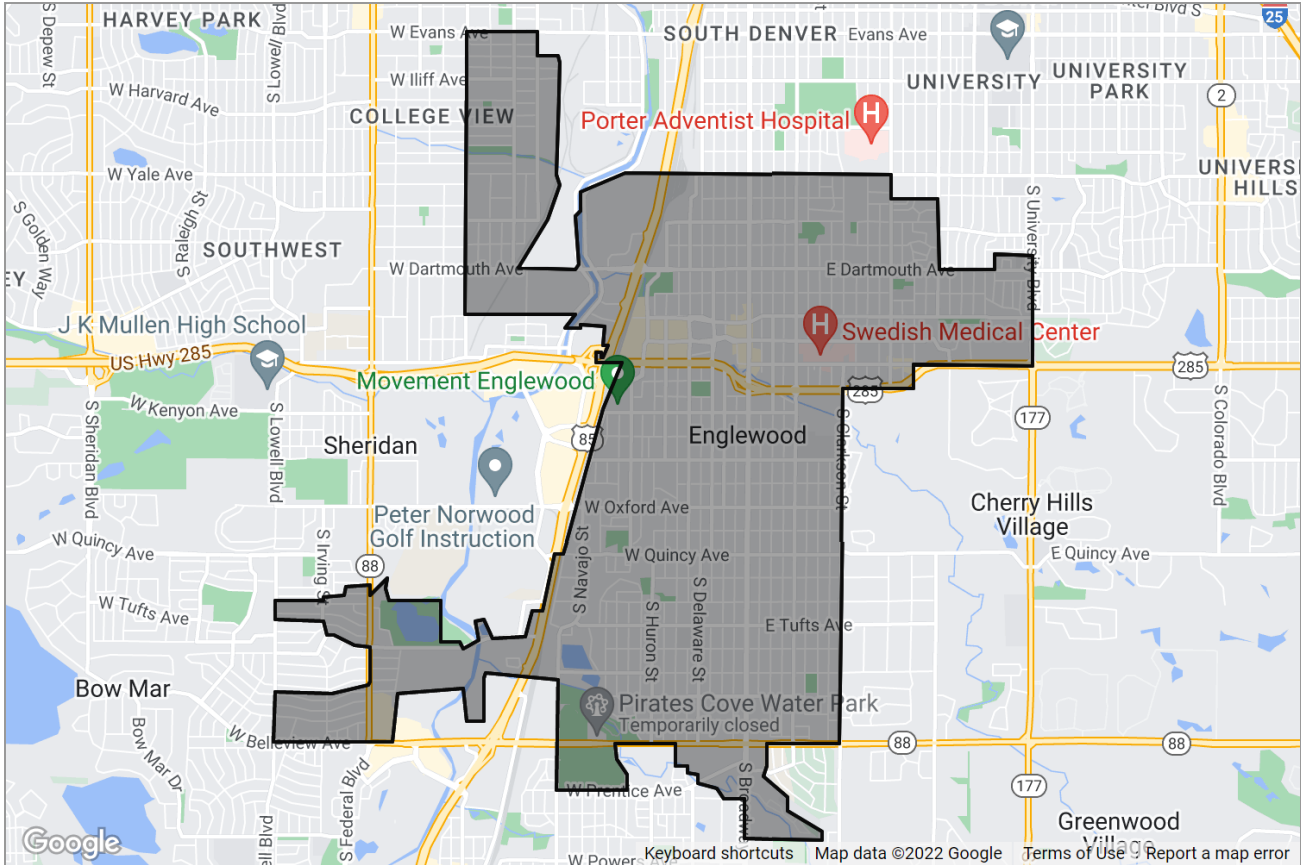 HARVEY PARK
W Evans Ave
SOUTH DENVER
Evans Ave
25
S Depew St
S Lowell Blvd
W Iliff Ave
UNIVERSITY
UNIVERSITY
PARK
2
W Harvard Ave
COLLEGE VIEW
Porter Adventist Hospital
H
W Yale Ave
S Raleigh St
S Golden Way
SOUTHWEST
S University Blvd
W Dartmouth Ave
E Dartmouth Ave
J K Mullen High School
US Hwy 285
H
Swedish Medical Center
285
Movement Englewood
285
W Kenyon Ave
S Sheridan Blvd
S Lowell Blvd
S Clarkson St
177
S Colorado Blvd
Sheridan
85
Englewood
Peter Norwood
Golf Instruction
W Oxford Ave
Cherry Hills
Village
W Quincy Ave
S Irving St
88
S Navajo St
W Quincy Ave
E Quincy Ave
W Tufts Ave
S Huron St
S Delaware St
E Tufts Ave
Bow Mar
Bow Mar Dr
Pirates Cove Water Park
Temporarily closed
W Belleview Ave
88
88
S Federal Blvd
W Prentice Ave
177
Greenwood
Village
Google
W Powers Ave
Keyboard shortcuts
Map data ©2022 Google
Terms of Use
Report a map error